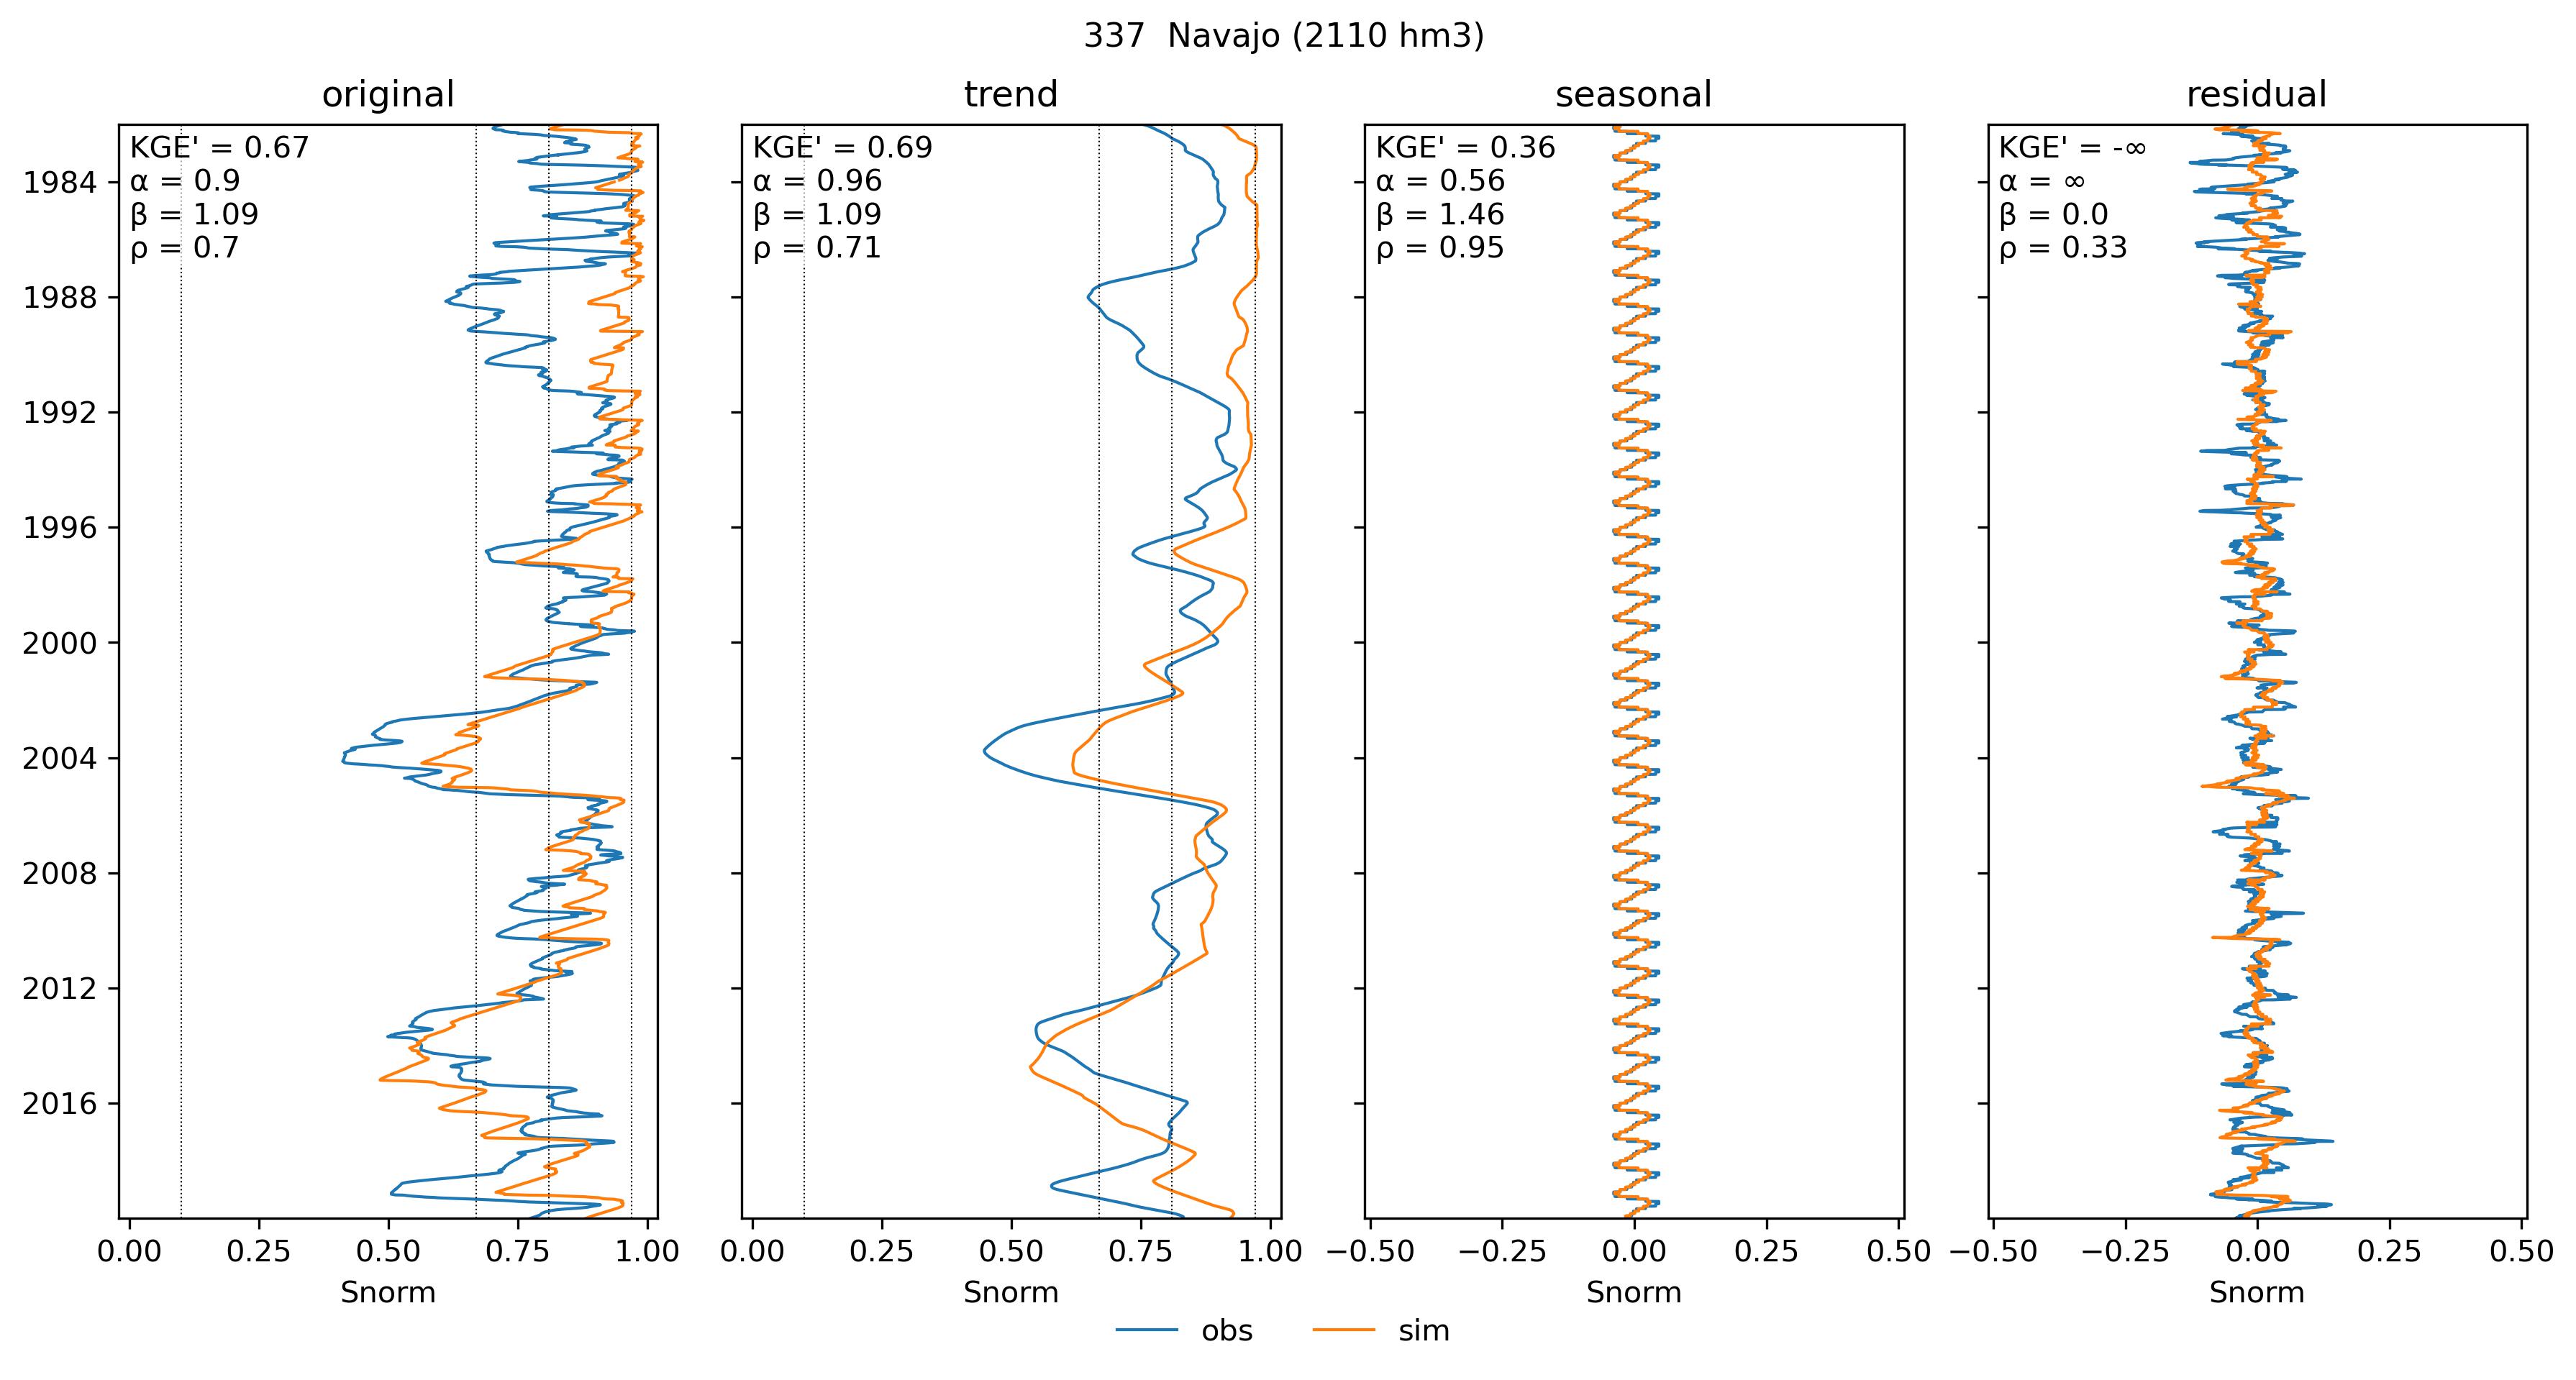 337  Navajo (2110 hm3)
original
trend
seasonal
residual
KGE' = 0.67
α = 0.9
β = 1.09
ρ = 0.7
KGE' = 0.69
α = 0.96
β = 1.09
ρ = 0.71
KGE' = 0.36
α = 0.56
β = 1.46
ρ = 0.95
KGE' = -∞
α = ∞
β = 0.0
ρ = 0.33
1984
1988
1992
1996
2000
2004
2008
2012
2016
0.00 0.25 0.50 0.75 1.00
0.00 0.25 0.50 0.75 1.00
−0.50 −0.25 0.00 0.25 0.50
−0.50 −0.25 0.00 0.25 0.50
Snorm
Snorm
Snorm
Snorm
obs
sim